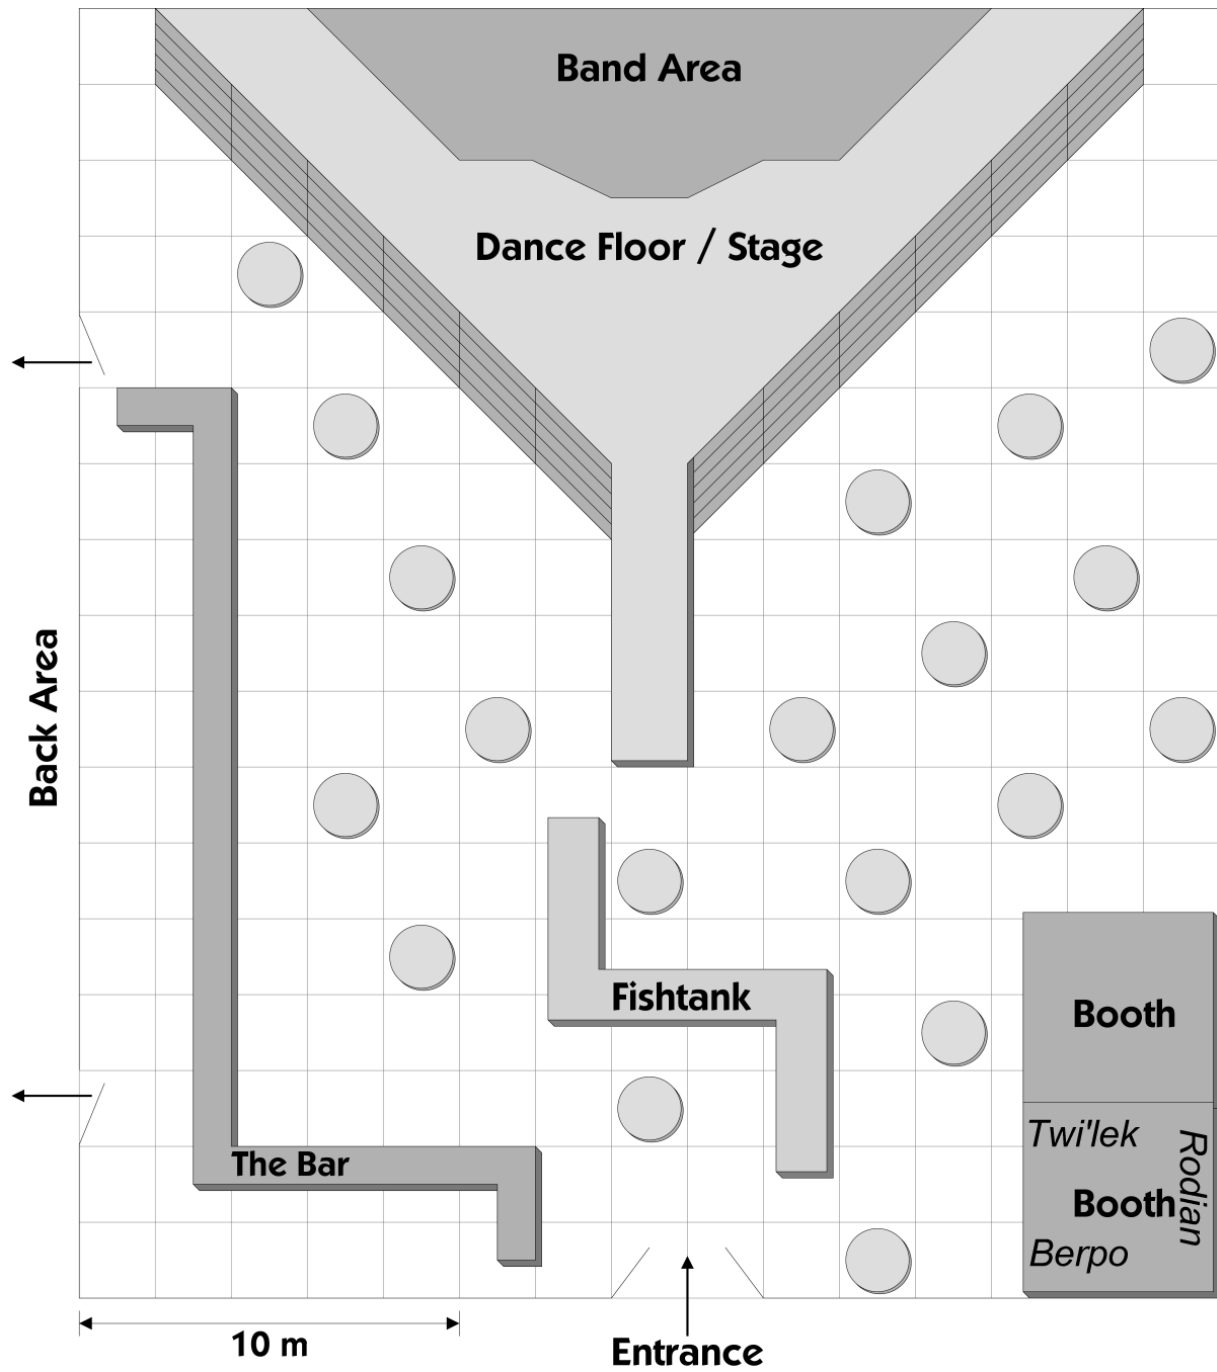 Band Area
Dance Floor / Stage
Back Area
Fishtank
Booth
Twi'lek
Rodian
The Bar
Booth
Berpo
10 m
Entrance